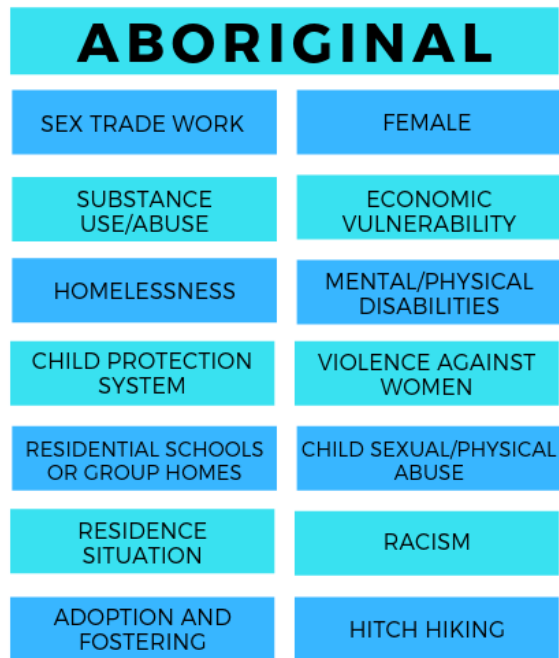 ABORIGINAL
SEX TRADE WORK
FEMALE
SUBSTANCE
USE/ABUSE
ECONOMIC
VULNERABILITY
HOMELESSNESS
MENTAL/PHYSICAL
DISABILITIES
CHILD PROTECTION
SYSTEM
VIOLENCE AGAINST
WOMEN
RESIDENTIAL SCHOOLS
OR GROUP HOMES
CHILD SEXUAL/PHYSICAL
ABUSE
RESIDENCE
SITUATION
RACISM
ADOPTION AND
FOSTERING
HITCH HIKING